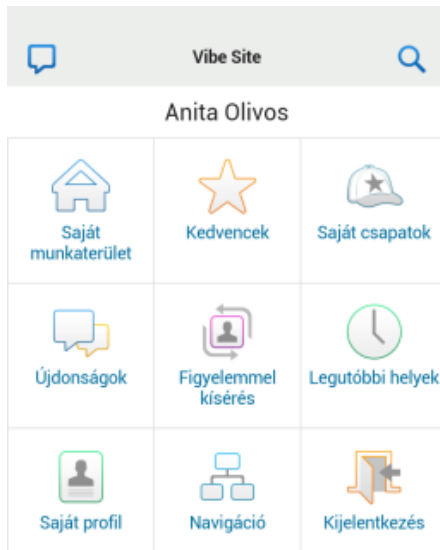 Vibe Site
Anita Olivos
Saját
munkaterület
Kedvencek
Saját csapatok
Újdonságok
Figyelemmel
kísérés
Legutóbbi helyek
Saját profil
Navigáció
Kijelentkezés